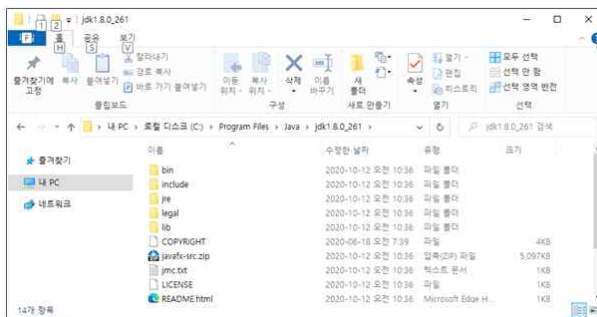 jdk1.8.0_261
1 2
F 홈 공유 보기
H S V
즐겨찾기에 고정
복사
붙여넣기
잘라내기
경로 복사
바로 가기 붙여넣기
클립보드
이동 위치
복사 위치
삭제
이름 바꾸기
구성
새 폴더
새로 만들기
속성
열기
편집
히스토리
열기
모두 선택
선택 안 함
선택 영역 반전
선택
내 PC > 로컬 디스크 (C:) > Program Files > Java > jdk1.8.0_261 >
jdk1.8.0_261 검색
즐겨찾기
내 PC
네트워크
이름 수정한 날짜 유형 크기
bin 2020-10-12 오전 10:36 파일 폴더
include 2020-10-12 오전 10:36 파일 폴더
jre 2020-10-12 오전 10:36 파일 폴더
legal 2020-10-12 오전 10:36 파일 폴더
lib 2020-10-12 오전 10:36 파일 폴더
COPYRIGHT 2020-06-18 오전 7:39 파일 4KB
javafx-src.zip 2020-10-12 오전 10:36 압축(ZIP) 파일 5,097KB
jmc.txt 2020-10-12 오전 10:36 텍스트 문서 1KB
LICENSE 2020-10-12 오전 10:36 파일 1KB
README.html 2020-10-12 오전 10:36 Microsoft Edge H... 1KB
14개 항목